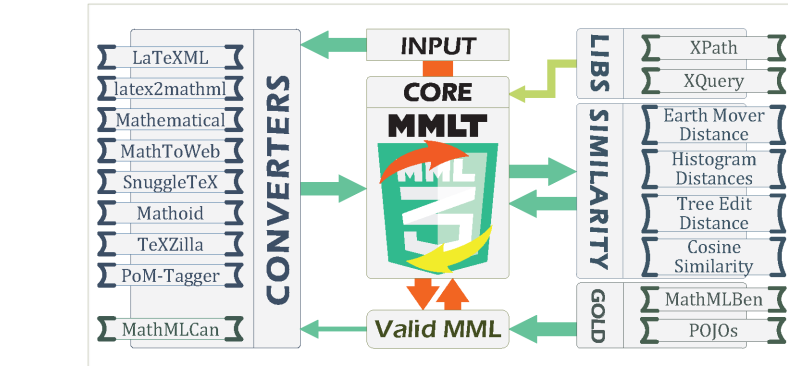 LaTeXML
latex2mathml
Mathematical
MathToWeb
SnuggleTeX
Mathoid
TeXZilla
PoM-Tagger
MathMLCan
CONVERTERS
INPUT
CORE
MMLT
MML
Valid MML
LIBS
XPath
XQuery
SIMILARITY
Earth Mover
Distance
Histogram
Distances
Tree Edit
Distance
Cosine
Similarity
GOLD
MathMLBen
POJOs